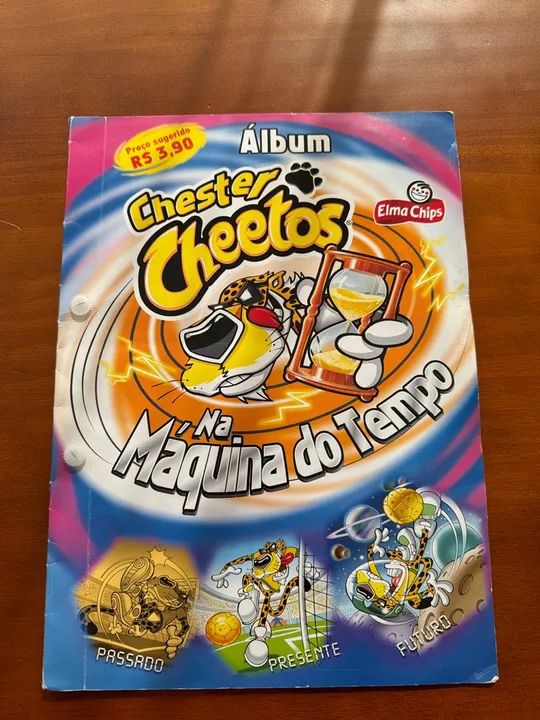 Preço sugerido
R$ 3,90
Álbum
Chester
Cheetos
Elma Chips
Na
Máquina do Tempo
PASSADO
PRESENTE
FUTURO